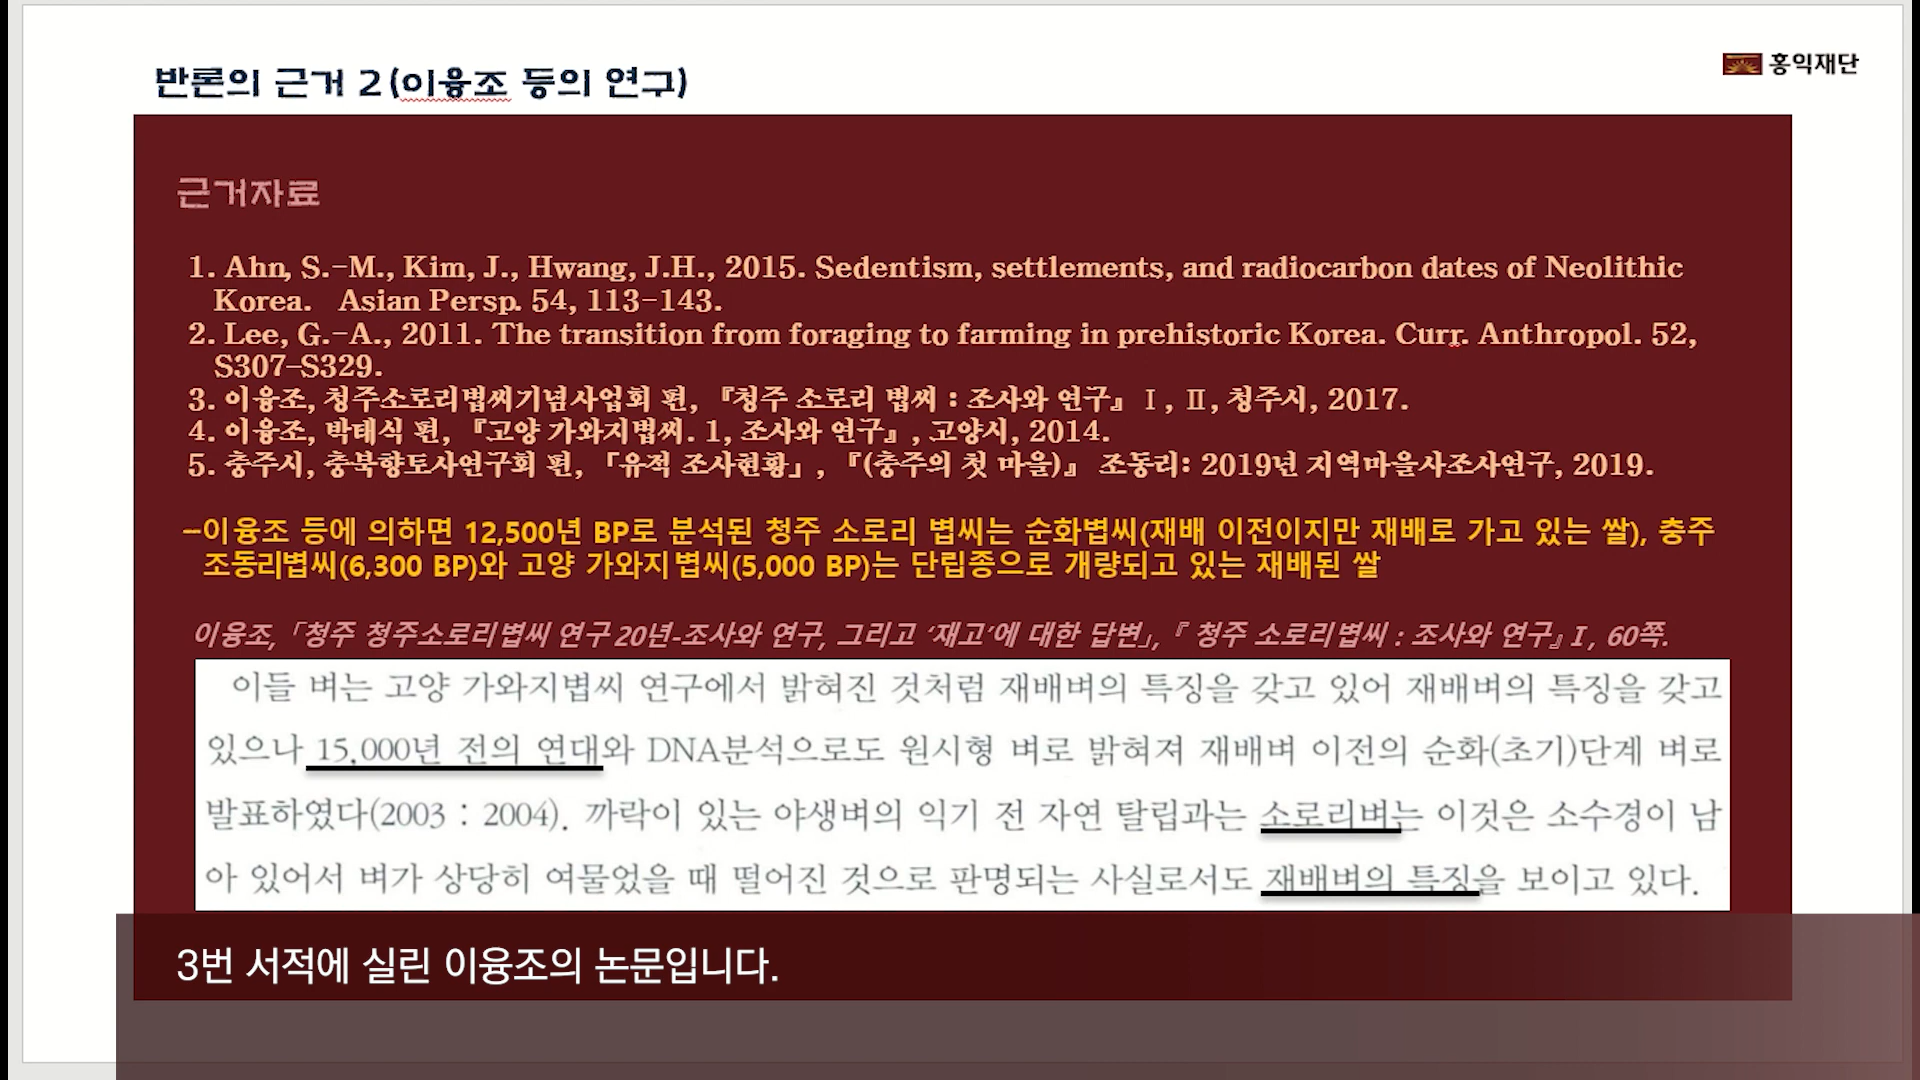 반론의 근거 2(이융조 등의 연구)
홍익재단
근거자료
1. Ahn, S.-M., Kim, J., Hwang, J.H., 2015. Sedentism, settlements, and radiocarbon dates of Neolithic
Korea. Asian Persp. 54, 113-143.
2. Lee, G.-A., 2011. The transition from foraging to farming in prehistoric Korea. Curr. Anthropol. 52,
S307-S329.
3. 이융조, 청주소로리볍씨기념사업회 편, 『청주 소로리 볍씨 : 조사와 연구』 Ⅰ, Ⅱ, 청주시, 2017.
4. 이융조, 박태식 편, 『고양 가와지볍씨. 1, 조사와 연구』, 고양시, 2014.
5. 충주시, 충북향토사연구회 편, 「유적 조사현황」, 『(충주의 첫 마을)』 조동리: 2019년 지역마을사조사연구, 2019.
-이융조 등에 의하면 12,500년 BP로 분석된 청주 소로리 볍씨는 순화볍씨(재배 이전이지만 재배로 가고 있는 쌀), 충주
조동리볍씨(6,300 BP)와 고양 가와지볍씨(5,000 BP)는 단립종으로 개량되고 있는 재배된 쌀
이융조, 「청주 청주소로리볍씨 연구 20년-조사와 연구, 그리고 '재고'에 대한 답변」, 『 청주 소로리볍씨 : 조사와 연구』 I, 60쪽.
이들 벼는 고양 가와지볍씨 연구에서 밝혀진 것처럼 재배벼의 특징을 갖고 있어 재배벼의 특징을 갖고
있으나 15,000년 전의 연대와 DNA분석으로도 원시형 벼로 밝혀져 재배벼 이전의 순화(초기)단계 벼로
발표하였다(2003 : 2004). 까락이 있는 야생벼의 익기 전 자연 탈립과는 소로리벼는 이것은 소수경이 남
아 있어서 벼가 상당히 여물었을 때 떨어진 것으로 판명되는 사실로서도 재배벼의 특징을 보이고 있다.
3번 서적에 실린 이융조의 논문입니다.